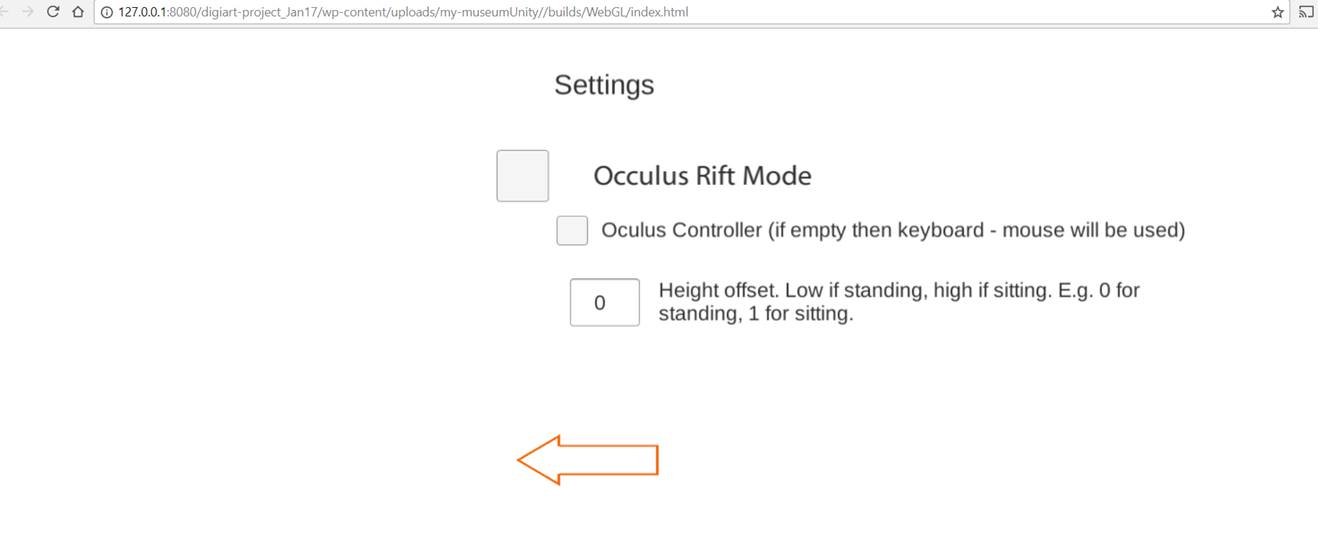 127.0.0.1:8080/digiart-project_Jan17/wp-content/uploads/my-museumUnity//builds/WebGL/index.html
Settings
Occulus Rift Mode
Oculus Controller (if empty then keyboard - mouse will be used)
0
Height offset. Low if standing, high if sitting. E.g. 0 for
standing, 1 for sitting.